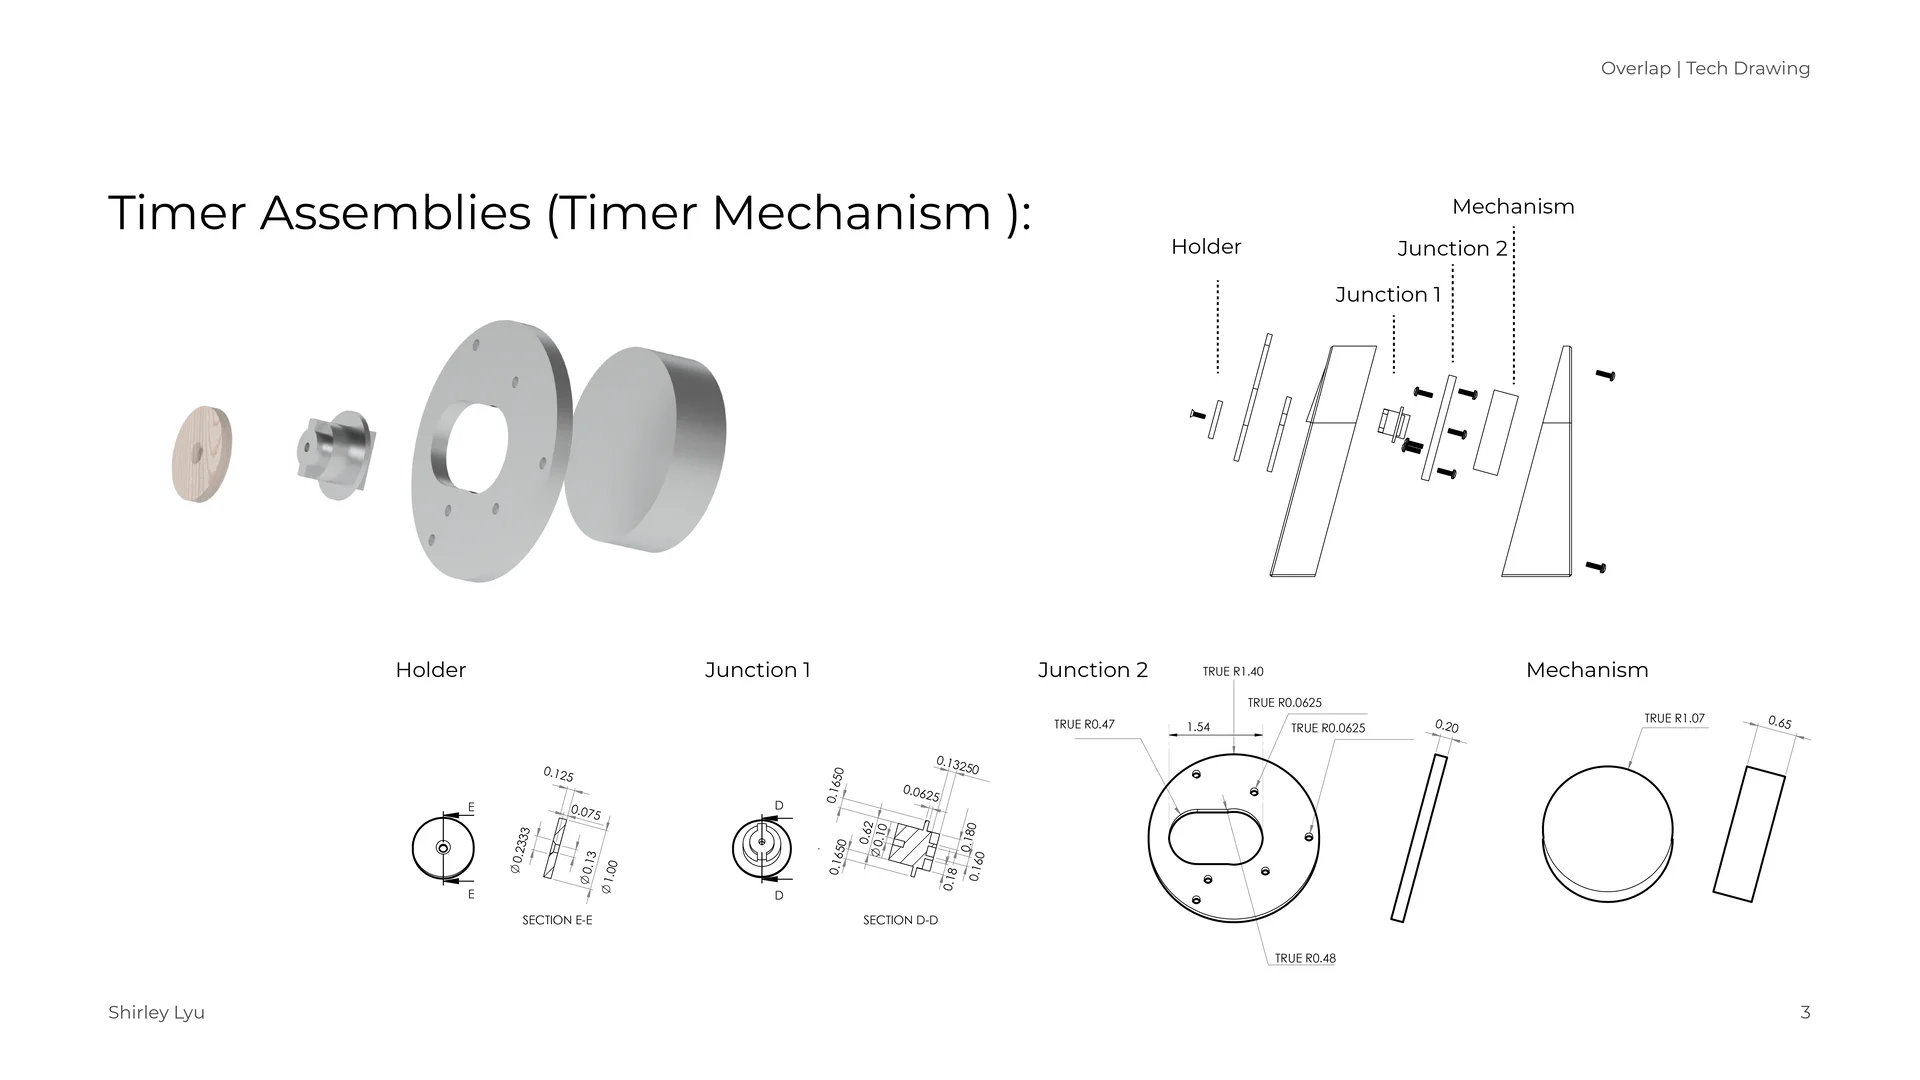 Overlap | Tech Drawing
Timer Assemblies (Timer Mechanism ):
Mechanism
Holder
Junction 2
Junction 1
Holder
Junction 1
Junction 2
Mechanism
E
E
0.125
0.075
Ø 0.2333
Ø 0.13
Ø 1.00
SECTION E-E
D
D
0.1650
0.1650
0.62
Ø 0.10
0.0625
0.13250
0.180
0.160
0.18
SECTION D-D
TRUE R1.40
TRUE R0.0625
TRUE R0.47
1.54
TRUE R0.0625
0.20
TRUE R0.48
TRUE R1.07
0.65
Shirley Lyu
3